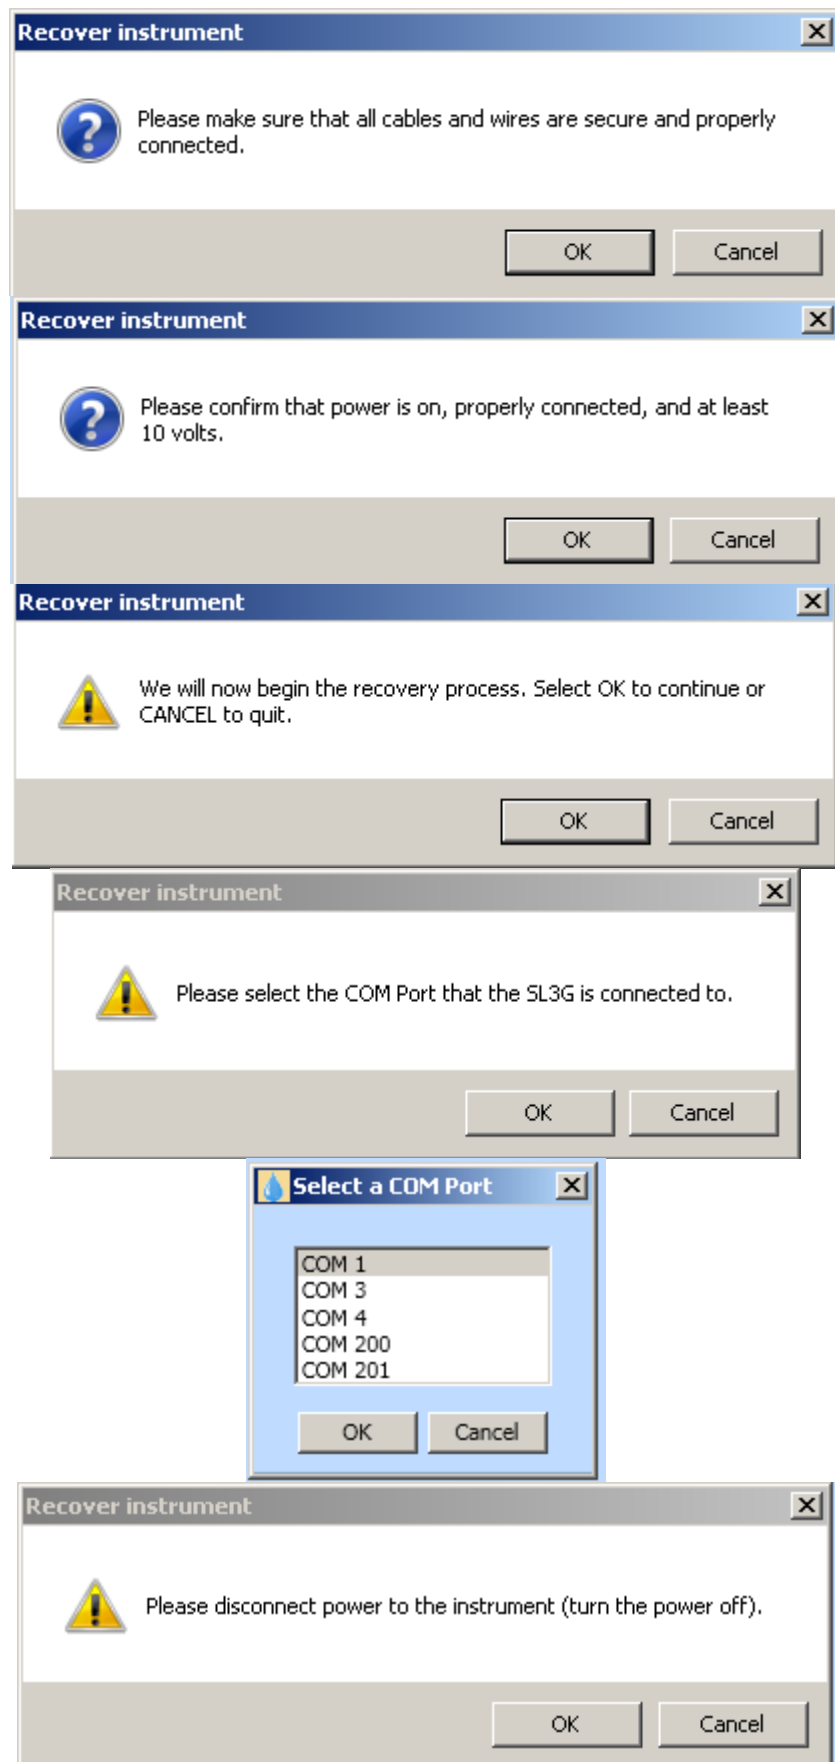 Recover instrument
Please make sure that all cables and wires are secure and properly
connected.
OK Cancel
Recover instrument
Please confirm that power is on, properly connected, and at least
10 volts.
OK Cancel
Recover instrument
We will now begin the recovery process. Select OK to continue or
CANCEL to quit.
OK Cancel
Recover instrument
Please select the COM Port that the SL3G is connected to.
OK Cancel
Select a COM Port
COM 1
COM 3
COM 4
COM 200
COM 201
OK Cancel
Recover instrument
Please disconnect power to the instrument (turn the power off).
OK Cancel